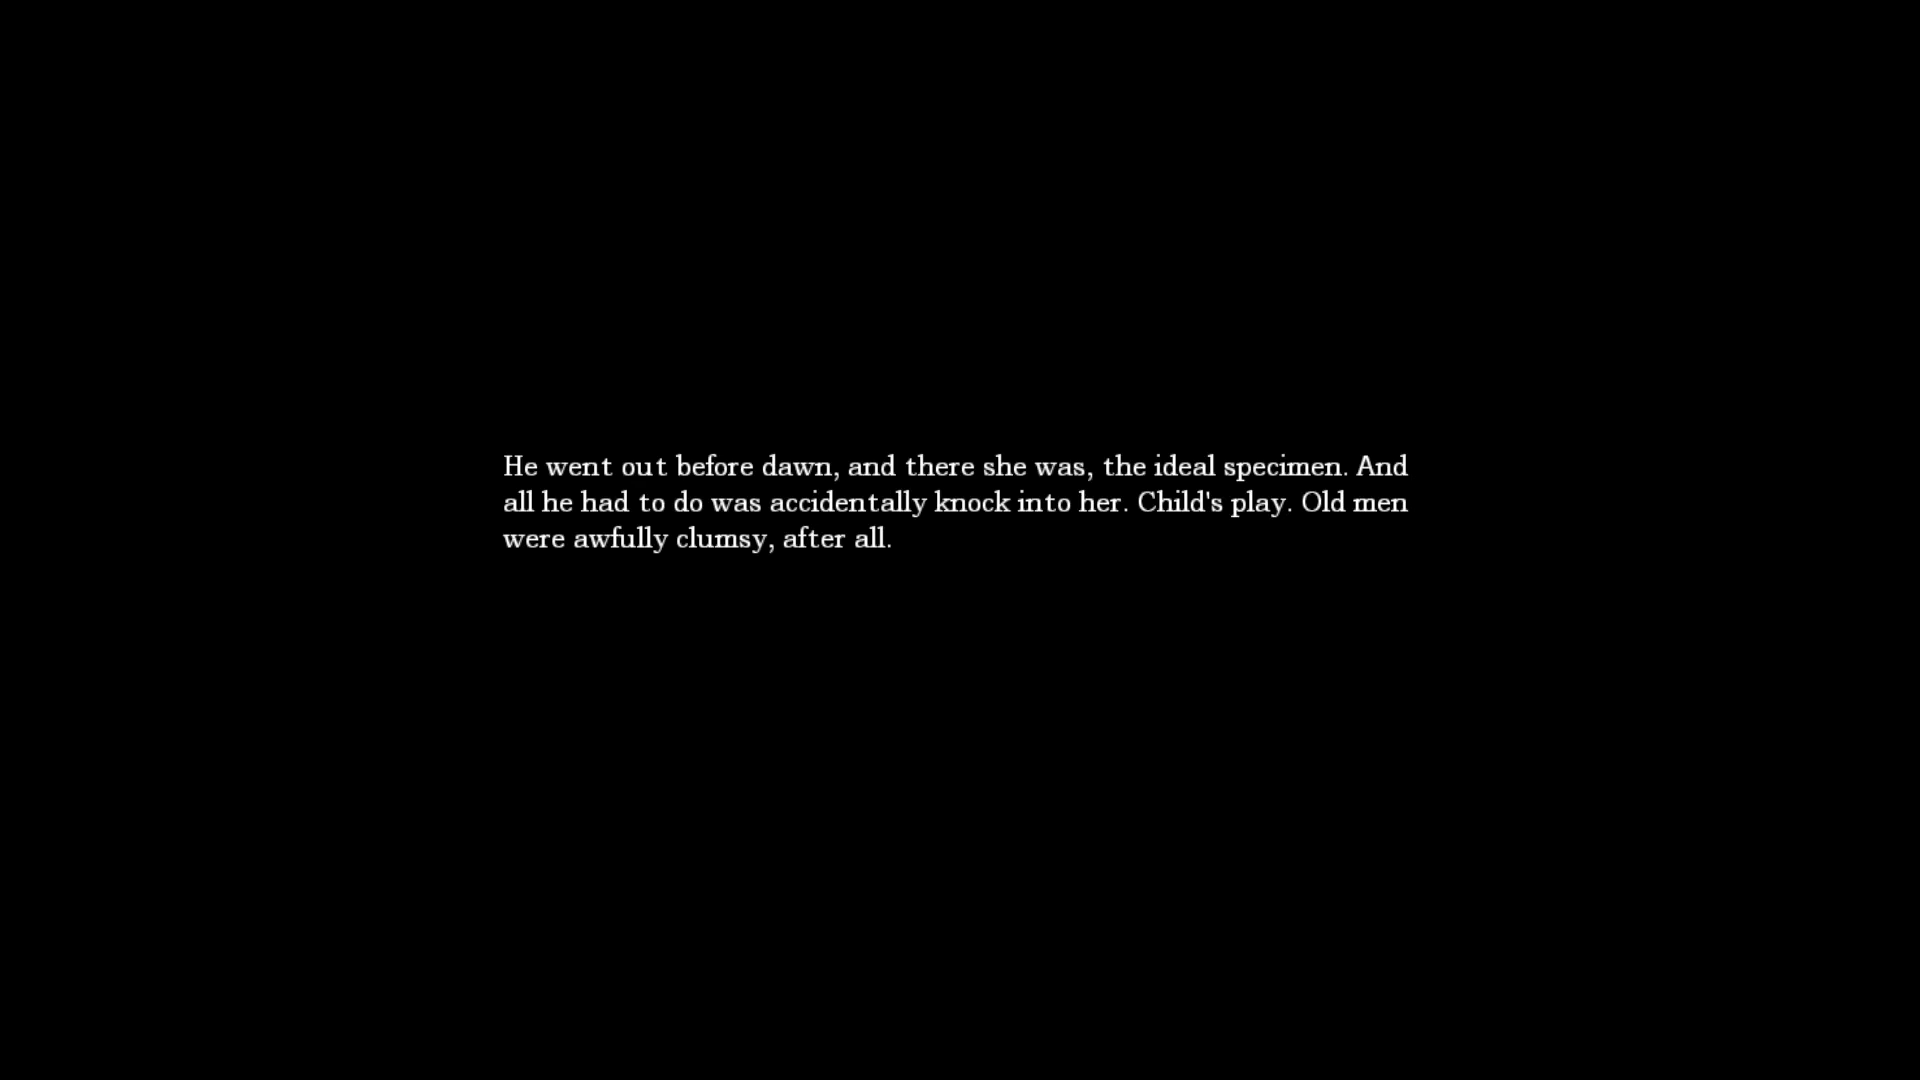 He went out before dawn, and there she was, the ideal specimen. And
all he had to do was accidentally knock into her. Child's play. Old men
were awfully clumsy, after all.